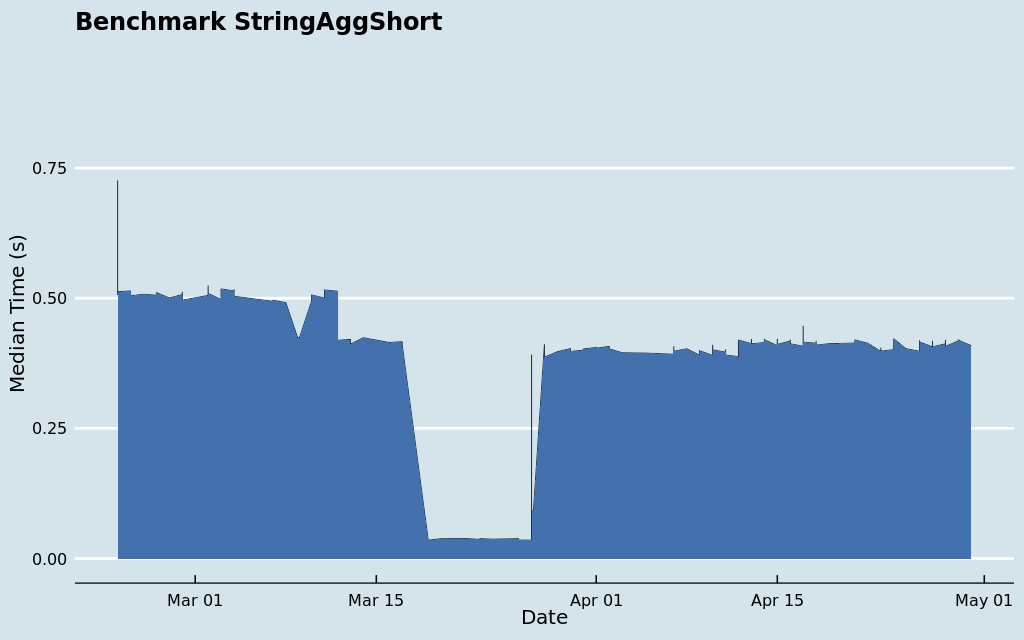 Benchmark StringAggShort
Median Time (s)
0.75
0.50
0.25
0.00
Mar 01
Mar 15
Apr 01
Apr 15
May 01
Date